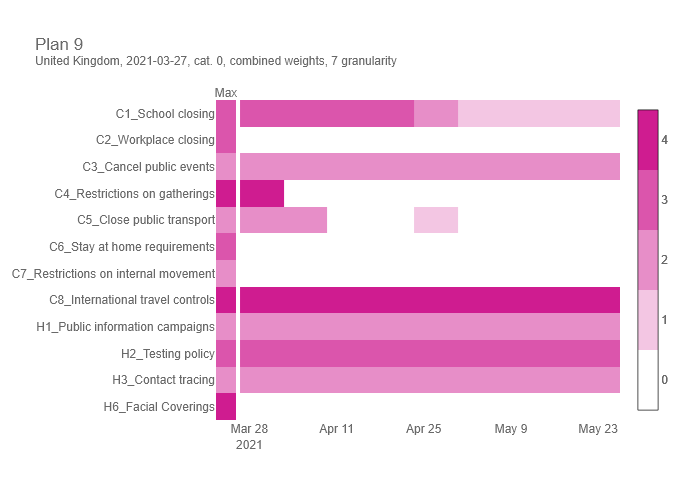 Plan 9
United Kingdom, 2021-03-27, cat. 0, combined weights, 7 granularity
Max
C1_School closing
C2_Workplace closing
C3_Cancel public events
C4_Restrictions on gatherings
C5_Close public transport
C6_Stay at home requirements
C7_Restrictions on internal movement
C8_International travel controls
H1_Public information campaigns
H2_Testing policy
H3_Contact tracing
H6_Facial Coverings
Mar 28 Apr 11 Apr 25 May 9 May 23
2021
4
3
2
1
0